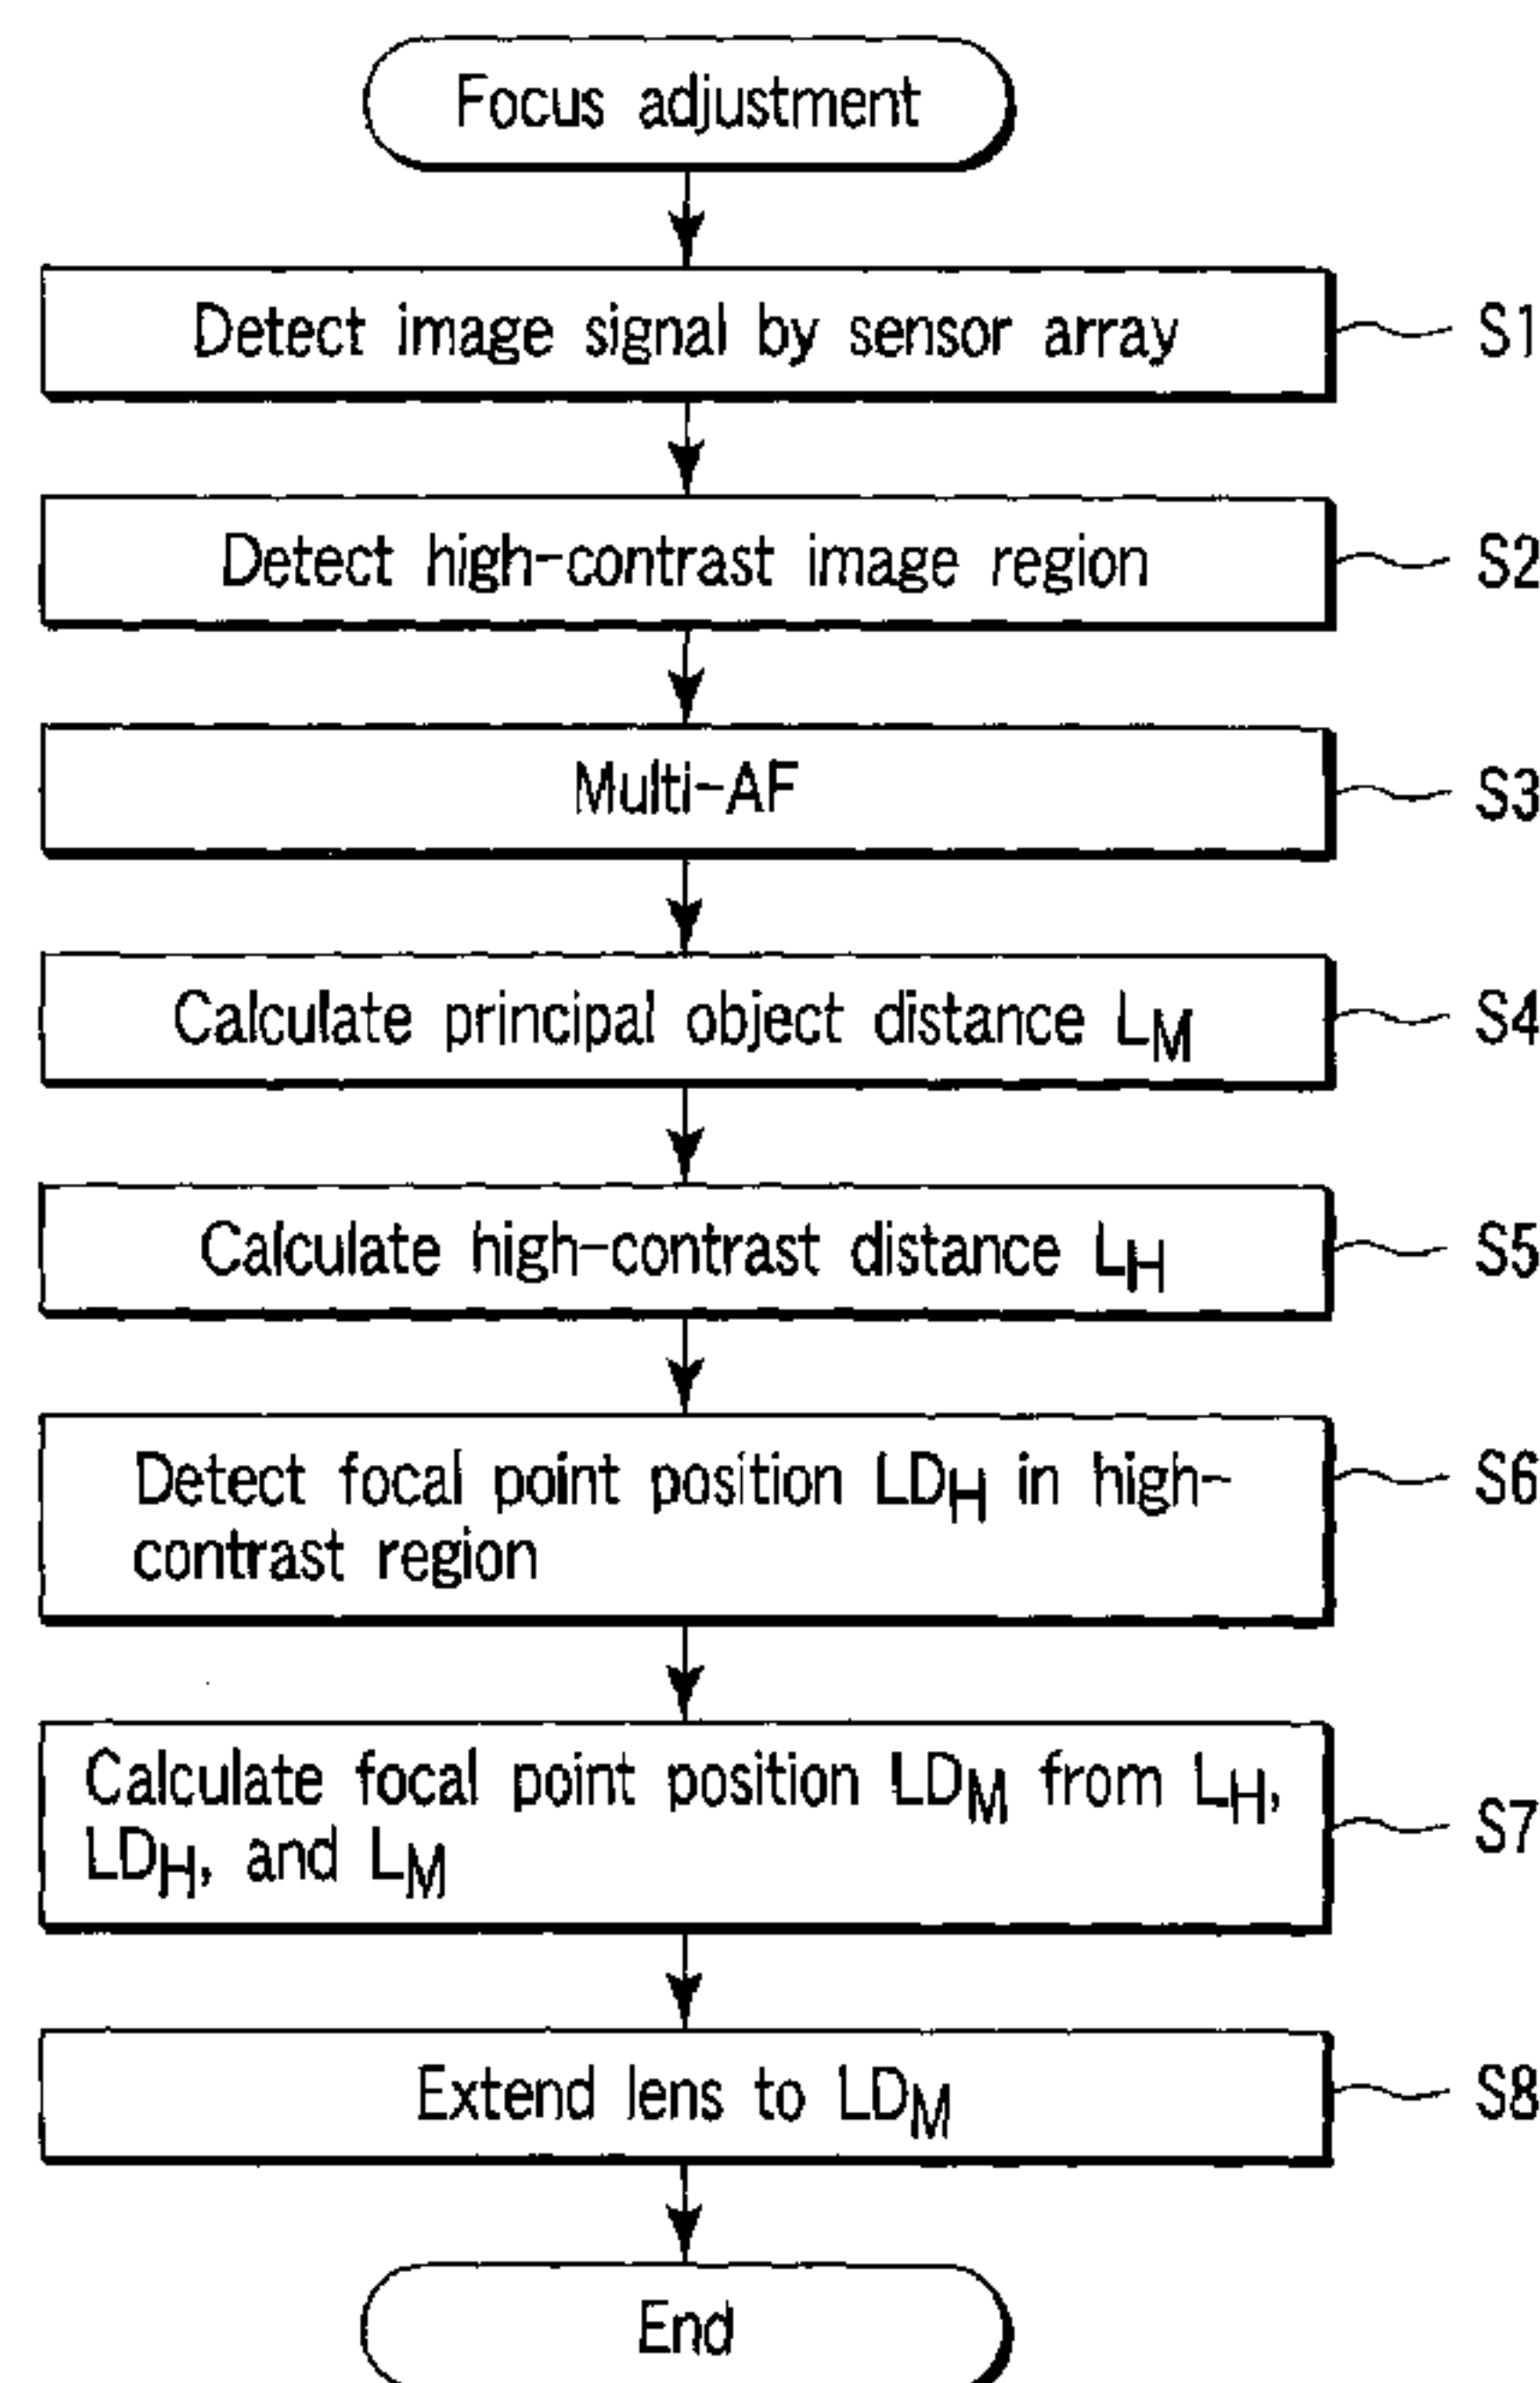 Focus adjustment
Detect image signal by sensor array
S1
Detect high-contrast image region
S2
Multi-AF
S3
Calculate principal object distance LM
S4
Calculate high-contrast distance LH
S5
Detect focal point position LDH in high-
contrast region
S6
Calculate focal point position LDM from LH,
LDH, and LM
S7
Extend lens to LDM
S8
End